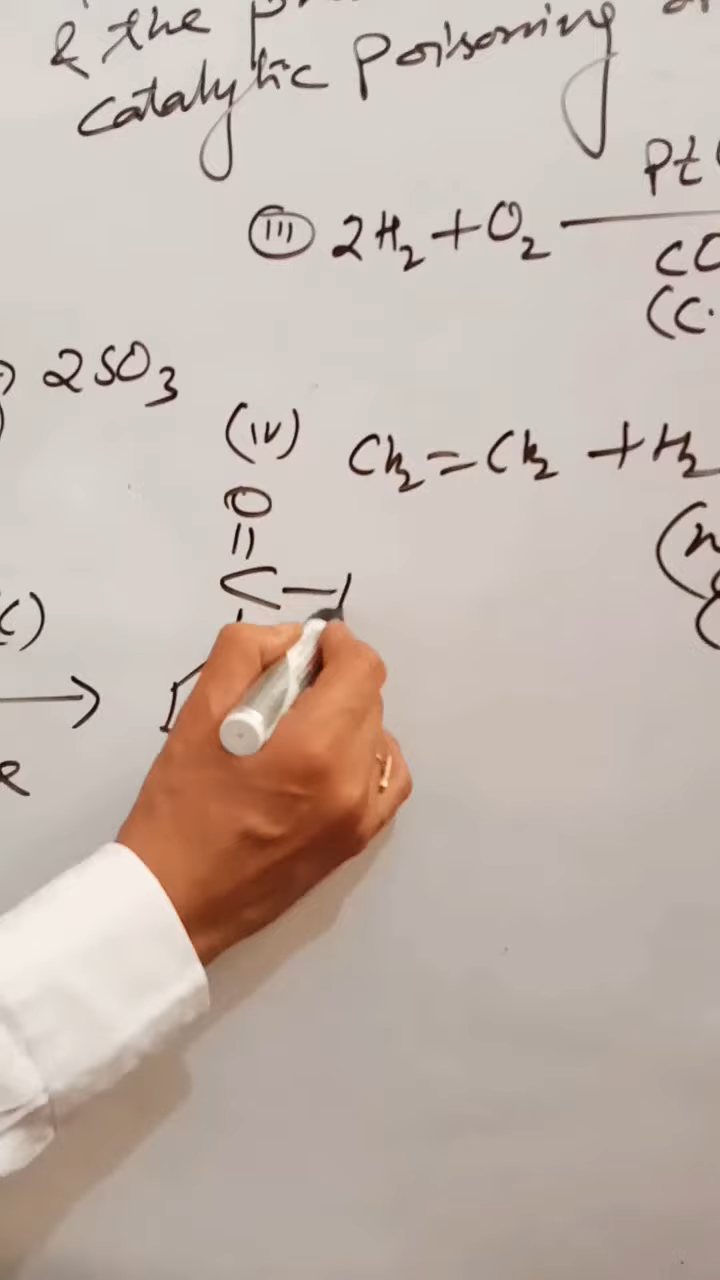 & the
catalytic Poisoning
Pt
(III) 2H₂ + O₂
CO
(C.
2SO₃
(IV) CH₂=CH₂ + H₂
O
||
C—
C)
→
R